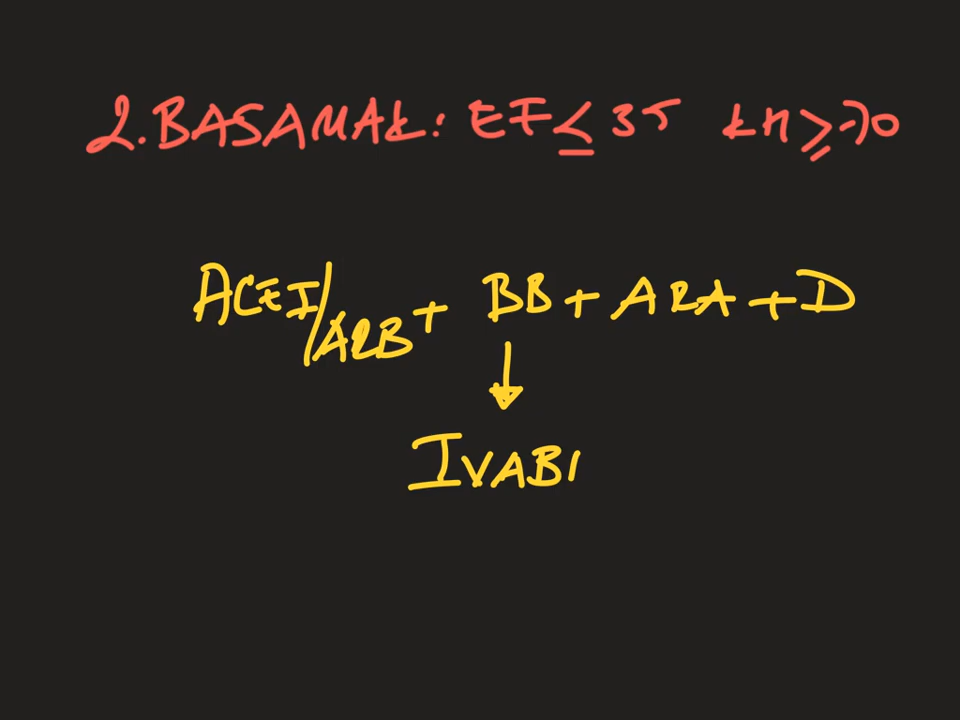 2. BASAMAK: EF ≤ 35 KH ≥ 70
ACEI/ARB + BB + ARA + D
↓
IVABI